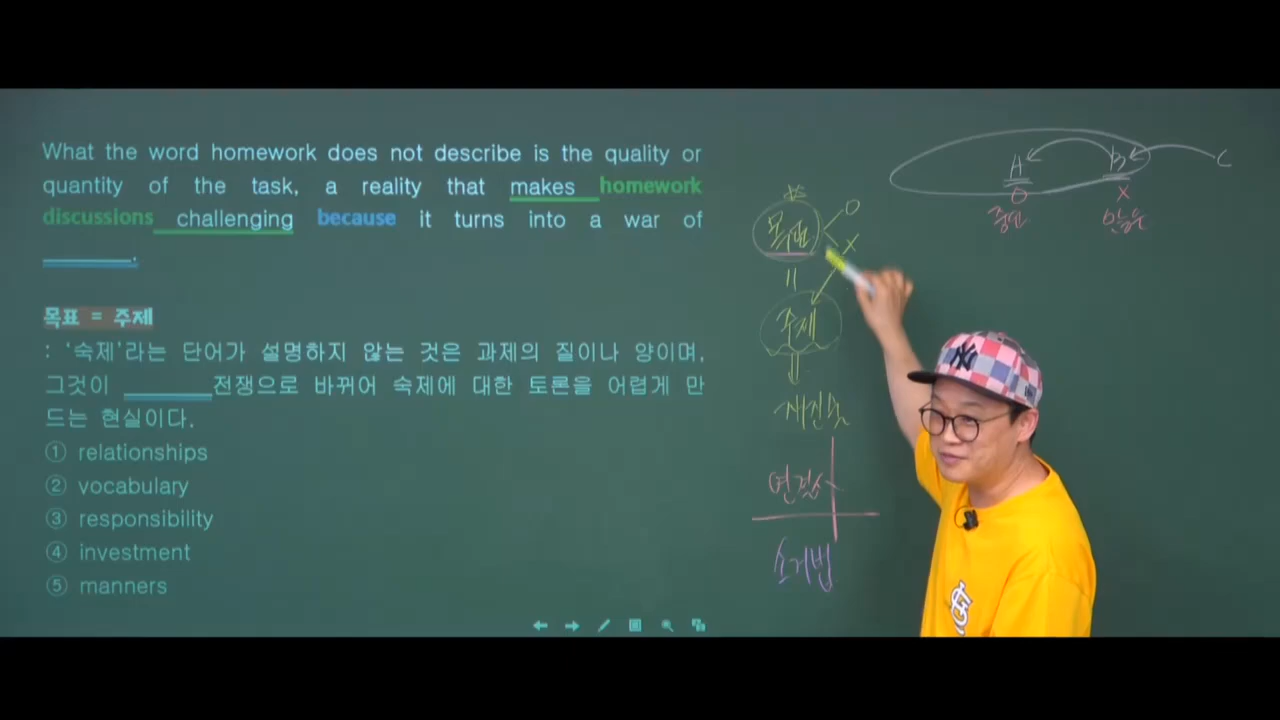 What the word homework does not describe is the quality or
quantity of the task, a reality that makes homework
discussions challenging because it turns into a war of
________.
목표 = 주제
: ‘숙제’라는 단어가 설명하지 않는 것은 과제의 질이나 양이며,
그것이 ________전쟁으로 바뀌어 숙제에 대한 토론을 어렵게 만
드는 현실이다.
① relationships
② vocabulary
③ responsibility
④ investment
⑤ manners
목표
O
X
=
주제
재진술
연결사
소거법
A
B
C
O
X
NY